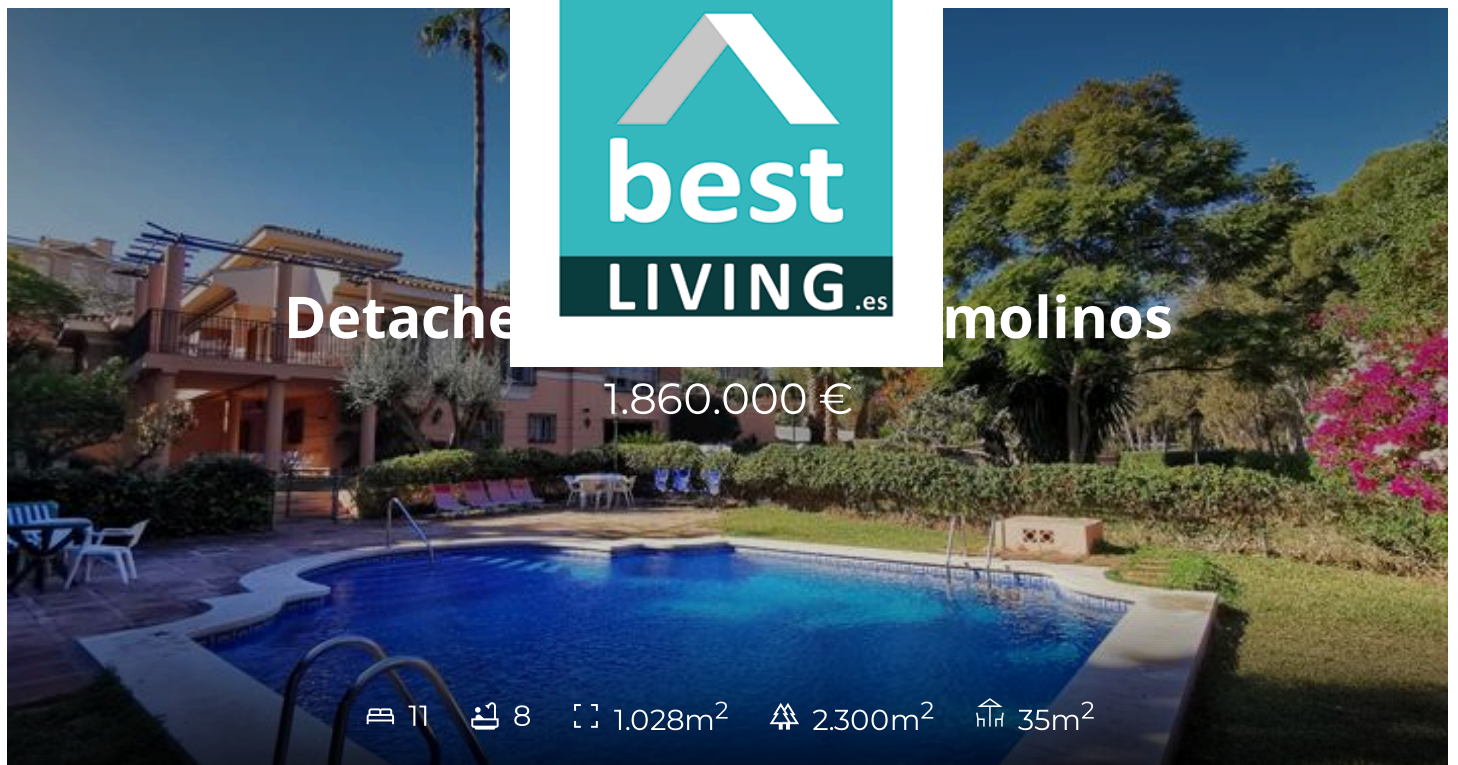 best
LIVING.es
Detache molinos
1.860.000 €
11 8 1.028m² 2.300m² 35m²